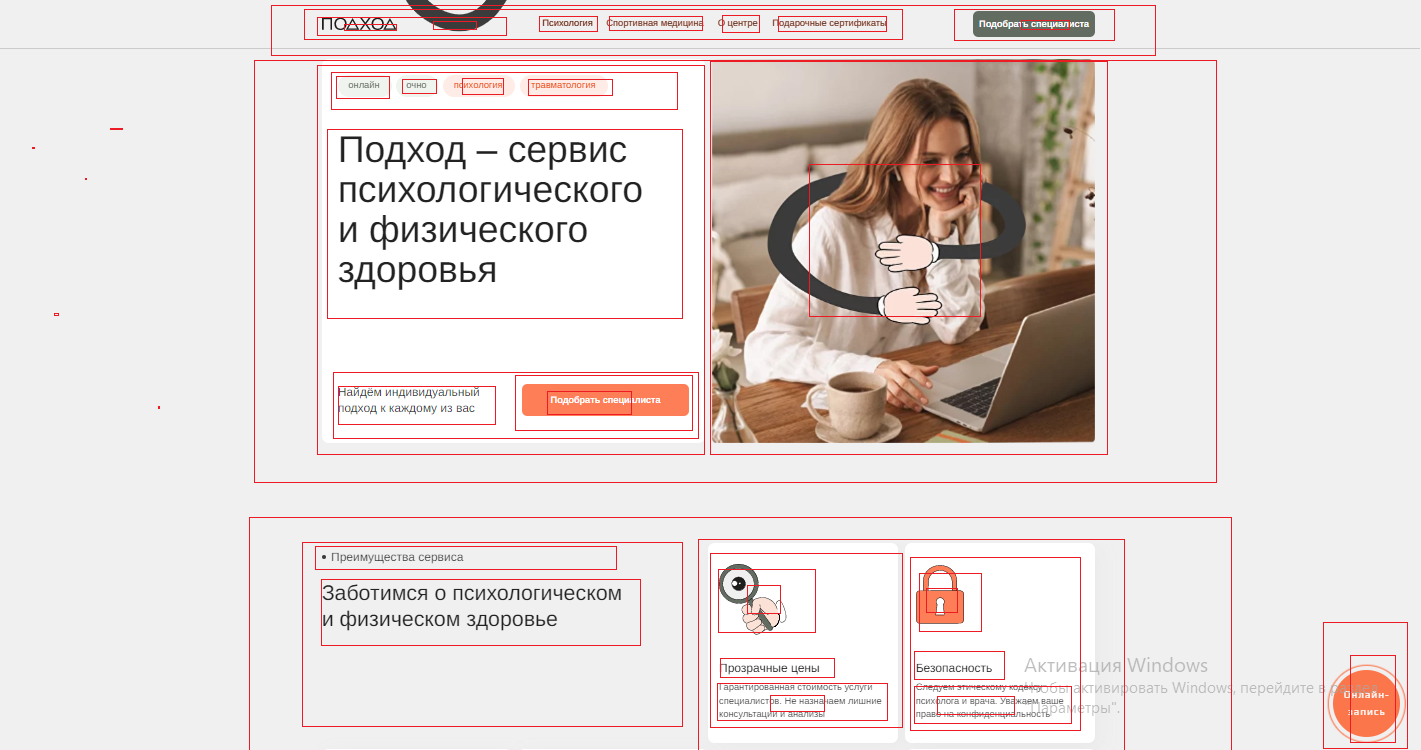 ПОДХОД
Психология
Спортивная медицина
О центре
Подарочные сертификаты
Подобрать специалиста
онлайн
очно
психология
травматология
Подход – сервис
психологического
и физического
здоровья
Найдём индивидуальный
подход к каждому из вас
Подобрать специалиста
• Преимущества сервиса
Заботимся о психологическом
и физическом здоровье
Прозрачные цены
Гарантированная стоимость услуги
специалистов. Не назначаем лишние
консультации и анализы
Безопасность
Следуем этическому кодексу
психолога и врача. Уважаем ваше
право на конфиденциальность
Активация Windows
Чтобы активировать Windows, перейдите в раздел
"Параметры".
Онлайн-
запись